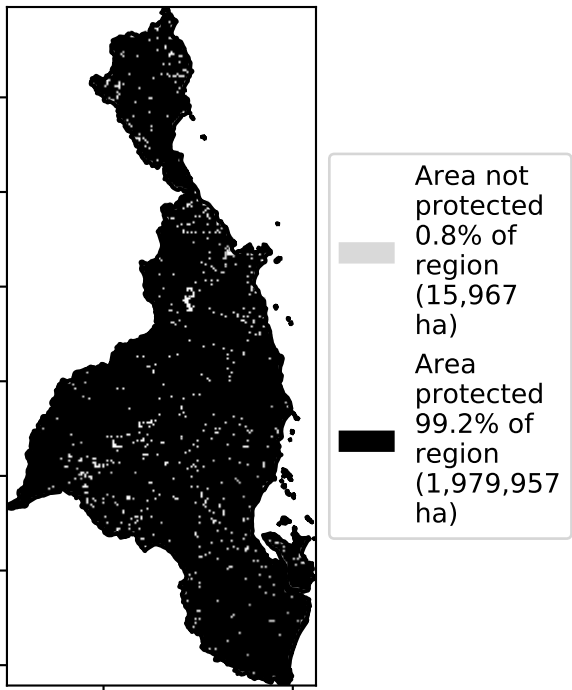 Area not
protected
0.8% of
region
(15,967
ha)
Area
protected
99.2% of
region
(1,979,957
ha)